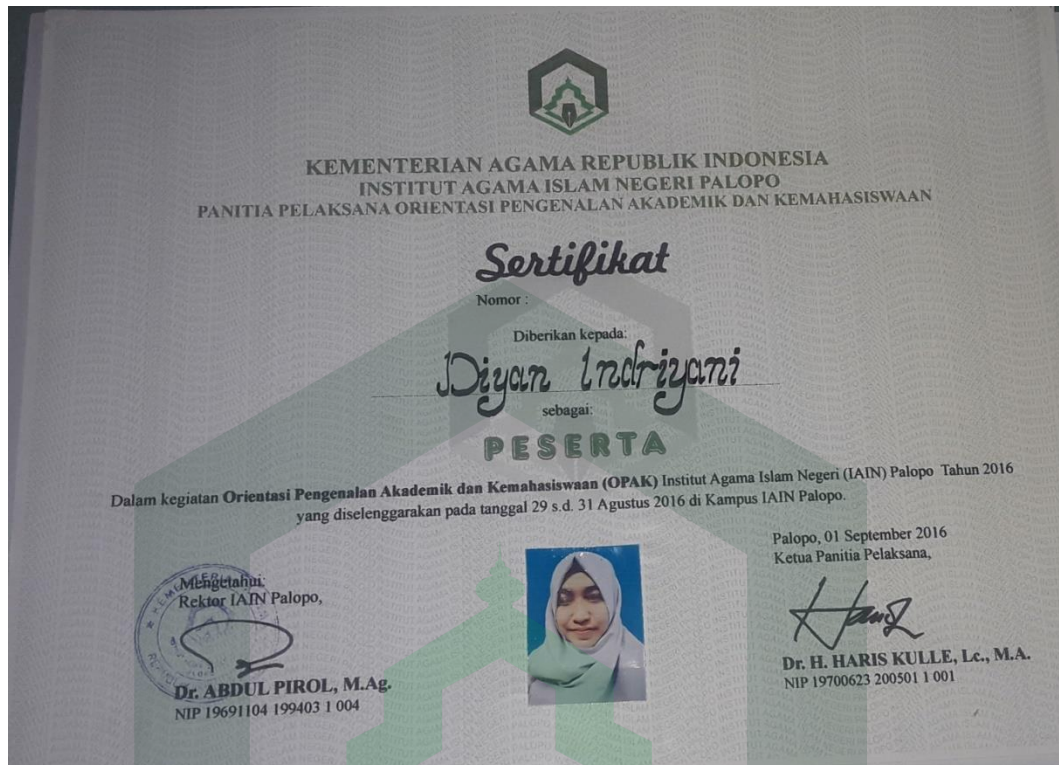 KEMENTERIAN AGAMA REPUBLIK INDONESIA
INSTITUT AGAMA ISLAM NEGERI PALOPO
PANITIA PELAKSANA ORIENTASI PENGENALAN AKADEMIK DAN KEMAHASISWAAN
Sertifikat
Nomor :
Diberikan kepada:
Diyan Indriyani
sebagai:
PESERTA
Dalam kegiatan Orientasi Pengenalan Akademik dan Kemahasiswaan (OPAK) Institut Agama Islam Negeri (IAIN) Palopo Tahun 2016
yang diselenggarakan pada tanggal 29 s.d. 31 Agustus 2016 di Kampus IAIN Palopo.
Mengetahui:
Rektor IAIN Palopo,
Dr. ABDUL PIROL, M.Ag.
NIP 19691104 199403 1 004
Palopo, 01 September 2016
Ketua Panitia Pelaksana,
Dr. H. HARIS KULLE, Lc., M.A.
NIP 19700623 200501 1 001